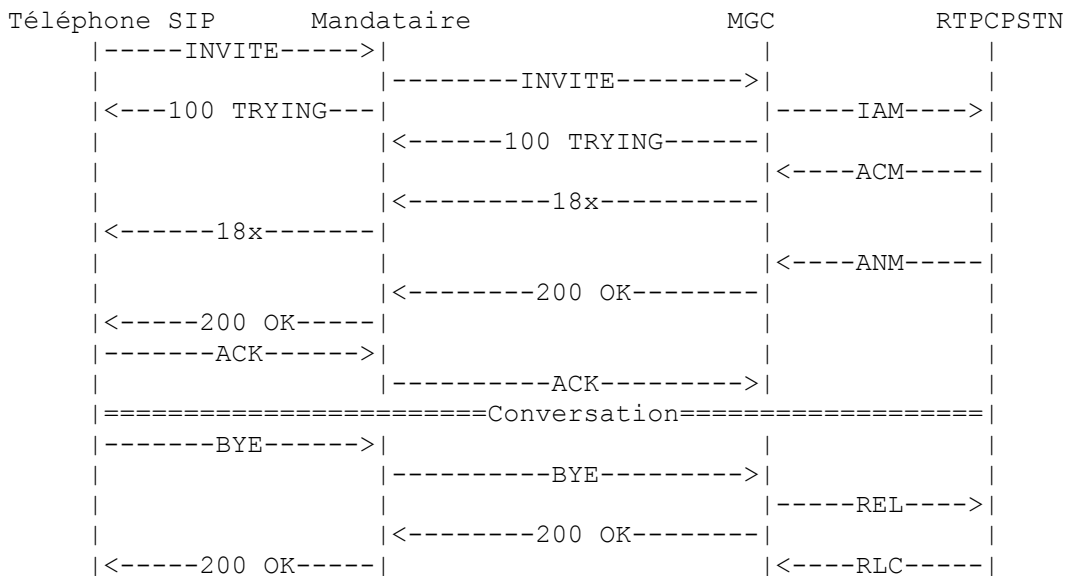 Téléphone SIP      Mandataire                MGC          RTPCPSTN
     |-----INVITE----->|                       |             |
     |                 |--------INVITE-------->|             |
     |<---100 TRYING---|                       |-----IAM---->|
     |                 |<------100 TRYING------|             |
     |                 |                       |<----ACM-----|
     |                 |<---------18x----------|             |
     |<------18x-------|                       |             |
     |                 |                       |<----ANM-----|
     |                 |<--------200 OK--------|             |
     |<-----200 OK-----|                       |             |
     |-------ACK------>|                       |             |
     |                 |----------ACK--------->|             |
     |========================Conversation===================|
     |-------BYE------>|                       |             |
     |                 |----------BYE--------->|             |
     |                 |                       |-----REL---->|
     |                 |<--------200 OK--------|             |
     |<-----200 OK-----|                       |<----RLC-----|